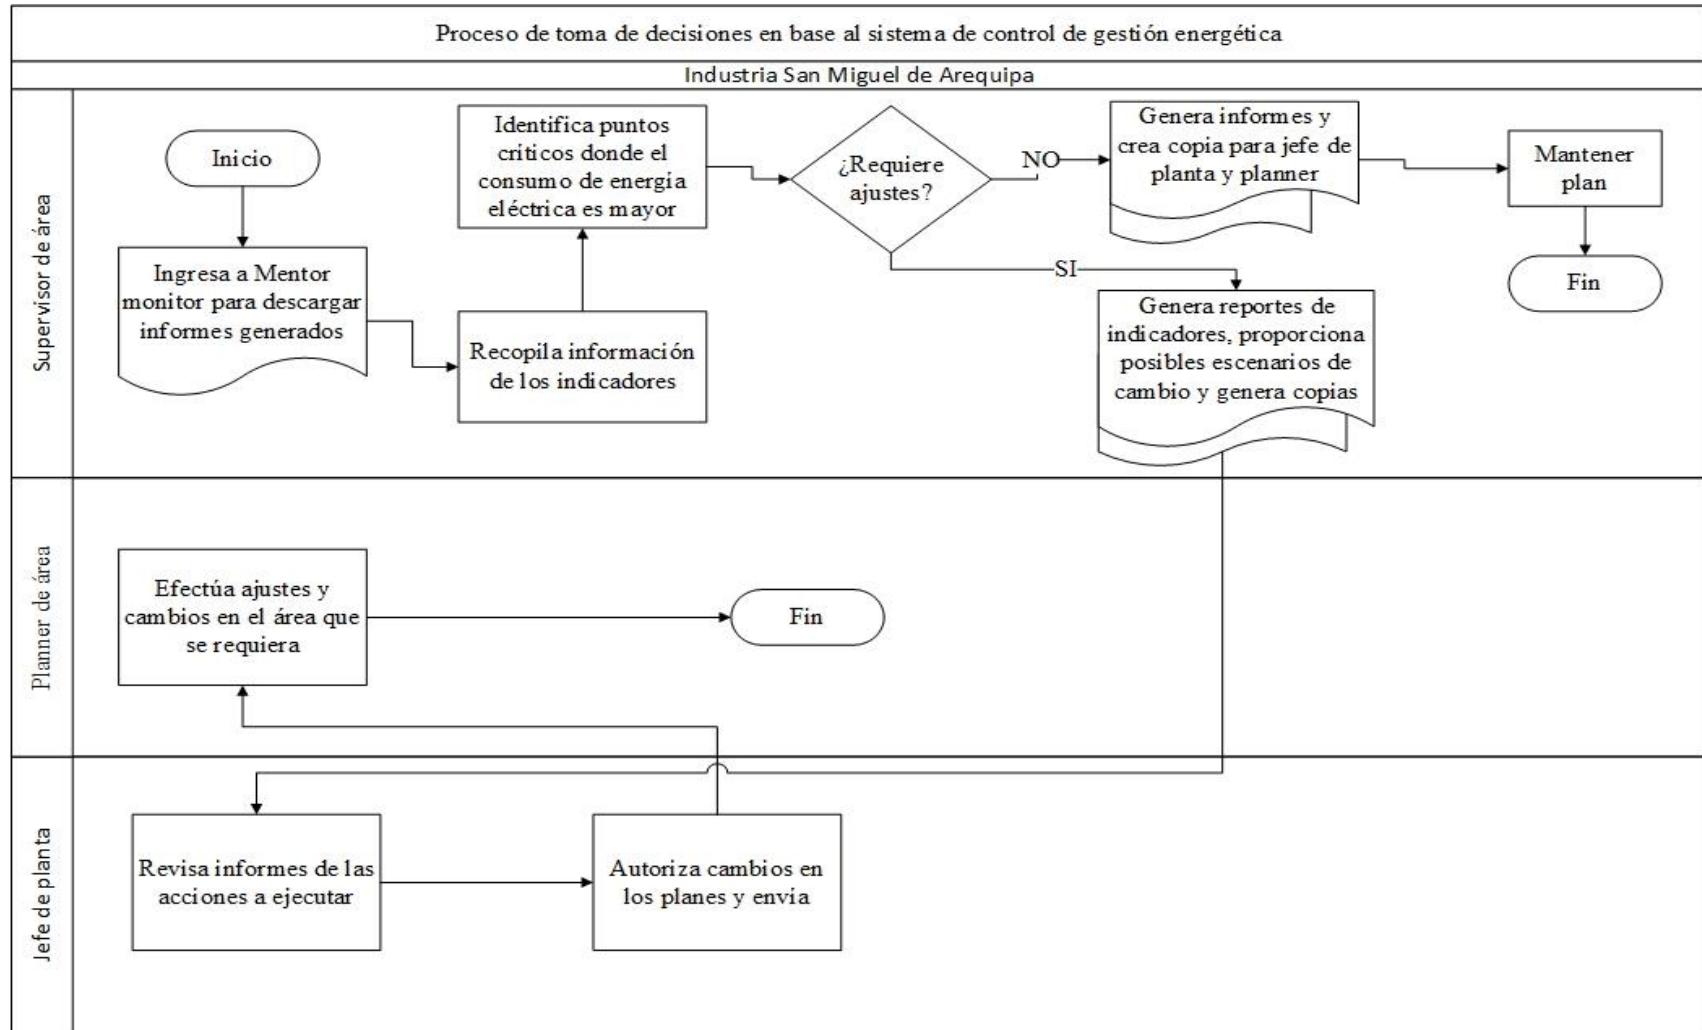 Proceso de toma de decisiones en base al sistema de control de gestión energética
Industria San Miguel de Arequipa
Supervisor de área
Inicio
Ingresa a Mentor
monitor para descargar
informes generados
Recopila información
de los indicadores
Identifica puntos
críticos donde el
consumo de energía
eléctrica es mayor
¿Requiere
ajustes?
NO
Genera informes y
crea copia para jefe de
planta y planner
Mantener
plan
Fin
SI
Genera reportes de
indicadores, proporciona
posibles escenarios de
cambio y genera copias
Planner de área
Efectúa ajustes y
cambios en el área que
se requiera
Fin
Jefe de planta
Revisa informes de las
acciones a ejecutar
Autoriza cambios en
los planes y envía